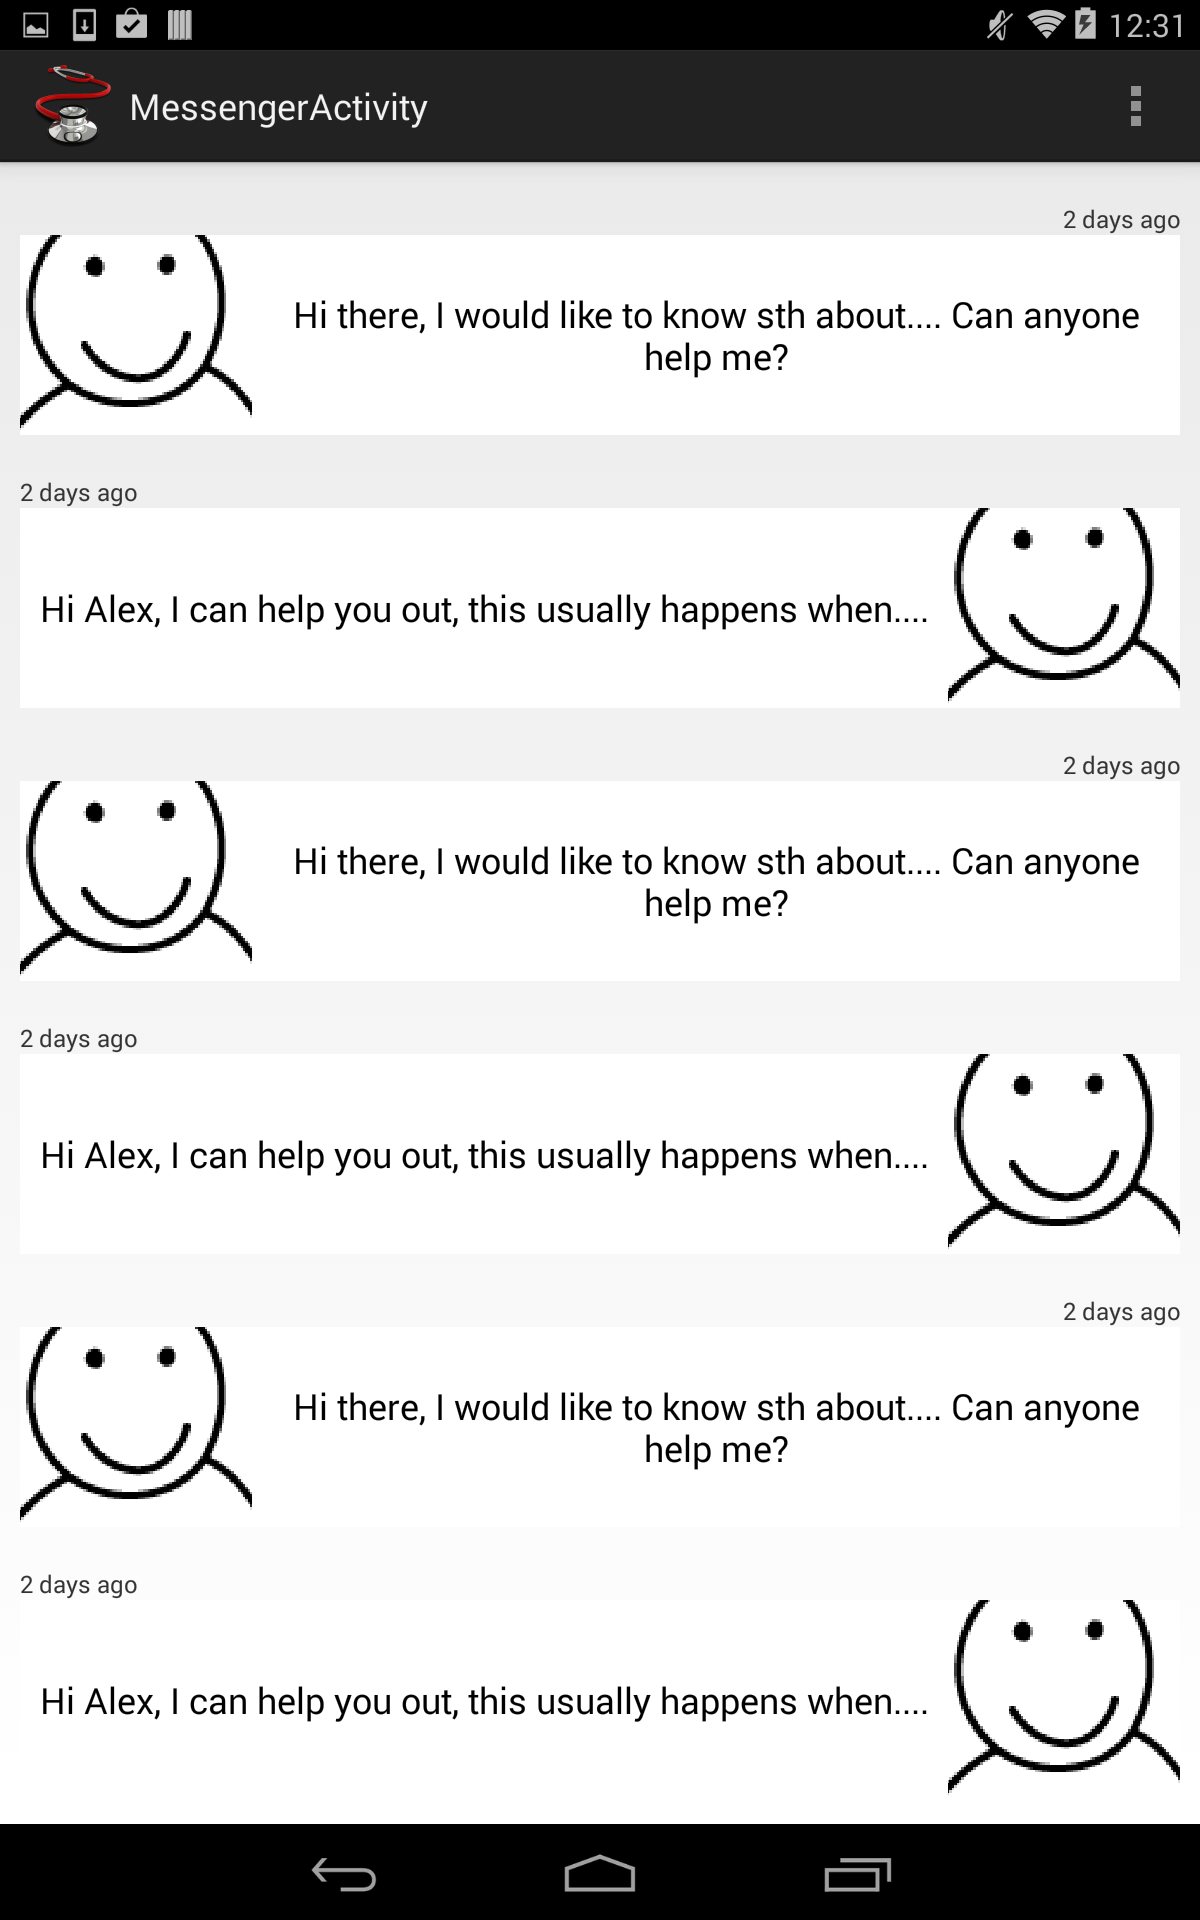 12:31
MessengerActivity
2 days ago
Hi there, I would like to know sth about.... Can anyone
help me?
2 days ago
Hi Alex, I can help you out, this usually happens when....
2 days ago
Hi there, I would like to know sth about.... Can anyone
help me?
2 days ago
Hi Alex, I can help you out, this usually happens when....
2 days ago
Hi there, I would like to know sth about.... Can anyone
help me?
2 days ago
Hi Alex, I can help you out, this usually happens when....